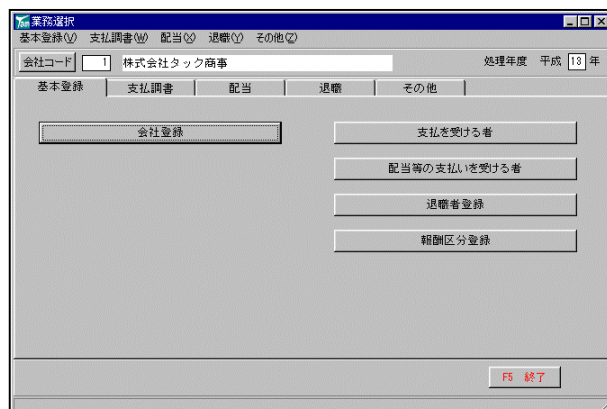 業務選択
基本登録(V) 支払調書(W) 配当(X) 退職(Y) その他(Z)
会社コード 1 株式会社タック商事 処理年度 平成 13 年
基本登録 支払調書 配当 退職 その他
会社登録 支払を受ける者
配当等の支払いを受ける者
退職者登録
報酬区分登録
F5 終了